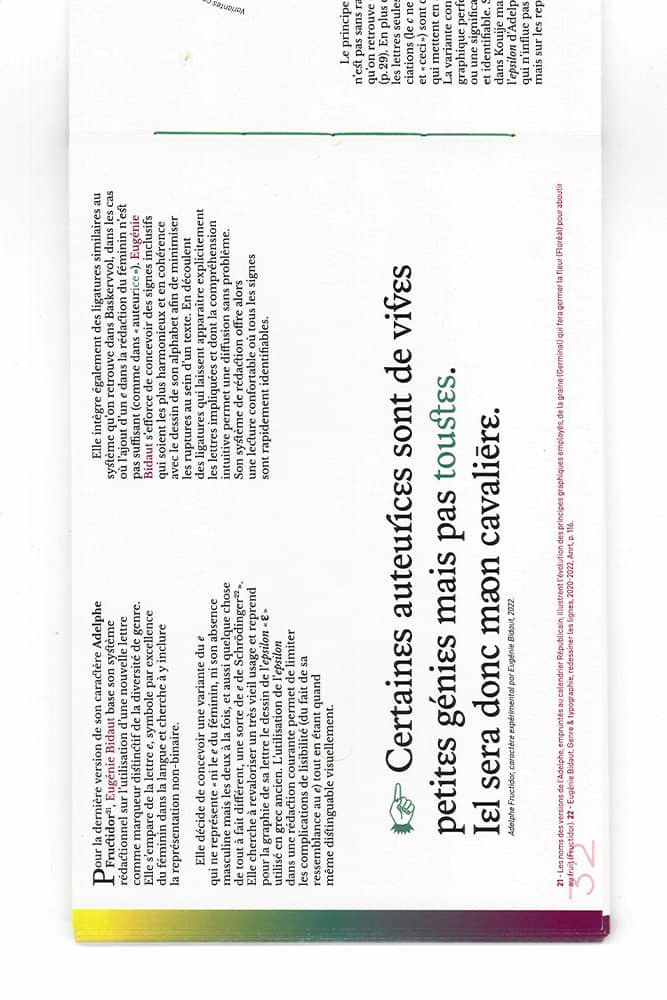 Pour la dernière version de son caractère Adelphe
Fructidor²¹, Eugénie Bidaut base son système
rédactionnel sur l'utilisation d'une nouvelle lettre
comme marqueur distinctif de la diversité de genre.
Elle s'empare de la lettre e, symbole par excellence
du féminin dans la langue et cherche à y inclure
la représentation non-binaire.
Elle décide de concevoir une variante du e
qui ne représente « ni le e du féminin, ni son absence
masculine mais les deux à la fois, et aussi quelque chose
de tout à fait différent, une sorte de e de Schrödinger²² ».
Elle cherche à revaloriser un très vieil usage et reprend
pour la graphie de sa lettre le dessin de l'epsilon « ε »
utilisé en grec ancien. L'utilisation de l'epsilon
dans une rédaction courante permet de limiter
les complications de lisibilité (du fait de sa
ressemblance au e) tout en étant quand
même distinguable visuellement.
Elle intègre également des ligatures similaires au
système qu'on retrouve dans Baskervvol, dans les cas
où l'ajout d'un e dans la rédaction du féminin n'est
pas suffisant (comme dans « auteurice »). Eugénie
Bidaut s'efforce de concevoir des signes inclusifs
qui soient les plus harmonieux et en cohérence
avec le dessin de son alphabet afin de minimiser
les ruptures au sein d'un texte. En découlent
des ligatures qui laissent apparaître explicitement
les lettres impliquées et dont la compréhension
intuitive permet une diffusion sans problème.
Son système de rédaction offre alors
une lecture confortable où tous les signes
sont rapidement identifiables.
☞ Certainεs auteuricεs sont de vifvεs
petitεs géniεs mais pas toustεs.
Iεl sera donc mæon cavaliērε.
Adelphe Fructidor, caractère expérimental par Eugénie Bidaut, 2022.
21 - Les noms des versions de l'Adelphe, empruntés au calendrier Républicain, illustrent l'évolution des principes graphiques employés, de la graine (Germinal) qui fera germer la fleur (Floréal) pour aboutir
au fruit (Fructidor). 22 - Eugénie Bidaut, Genre & typographie, redessiner les lignes, 2020-2022, Anrt, p. 116.
32
Variantes
Le principe
n'est pas sans
qu'on retrouve
(p. 29). En plus
les lettres seules
ciations (le c ne
et « ceci ») sont
qui mettent en
La variante
graphique
ou une
et identifiable.
dans Kouije
l'epsilon
qui n'influe pas
mais sur les